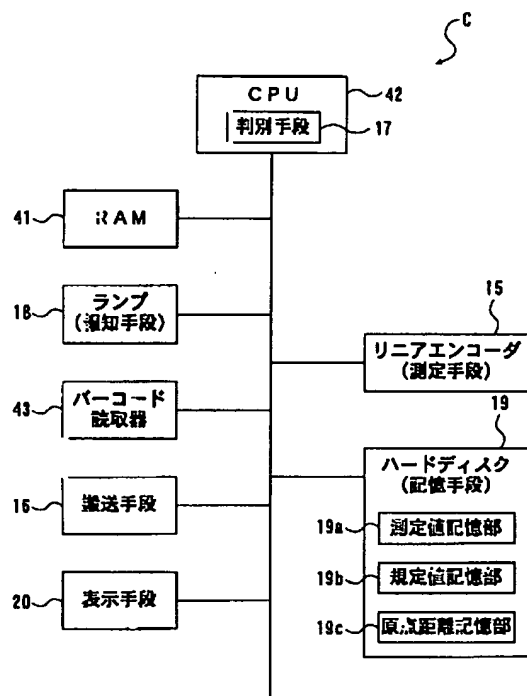 C
CPU
42
判別手段
17
41
RAM
18
ランプ
(報知手段)
15
リニアエンコーダ
(測定手段)
43
バーコード
読取器
19
ハードディスク
(記憶手段)
16
搬送手段
19a
測定値記憶部
19b
規定値記憶部
20
表示手段
19c
原点距離記憶部